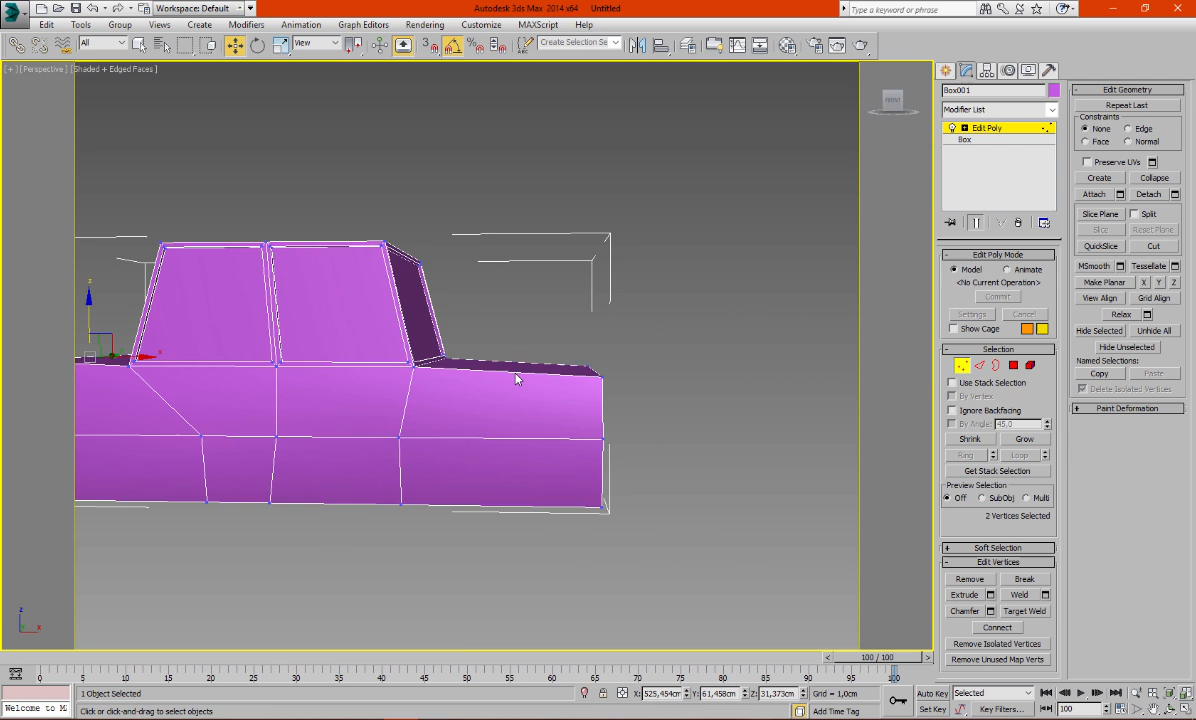 Workspace: Default
Autodesk 3ds Max 2014 x64
Untitled
Type a keyword or phrase
Edit Tools Group Views Create Modifiers Animation Graph Editors Rendering Customize MAXScript Help
All
View
3
Create Selection Se
[+] [Perspective] [Shaded + Edged Faces]
FRONT
z
x
z
x
Box001
Modifier List
Edit Poly
Box
- Edit Poly Mode
Model Animate
<No Current Operation>
Commit
Settings Cancel
Show Cage
- Selection
Use Stack Selection
By Vertex
Ignore Backfacing
By Angle: 45,0
Shrink Grow
Ring Loop
Get Stack Selection
Preview Selection
Off SubObj Multi
2 Vertices Selected
+ Soft Selection
- Edit Vertices
Remove Break
Extrude Weld
Chamfer Target Weld
Connect
Remove Isolated Vertices
Remove Unused Map Verts
- Edit Geometry
Repeat Last
Constraints
None Edge
Face Normal
Preserve UVs
Create Collapse
Attach Detach
Slice Plane Split
Slice Reset Plane
QuickSlice Cut
MSmooth Tessellate
Make Planar X Y Z
View Align Grid Align
Relax
Hide Selected Unhide All
Hide Unselected
Named Selections:
Copy Paste
Delete Isolated Vertices
+ Paint Deformation
< 100 / 100 >
0 5 10 15 20 25 30 35 40 45 50 55 60 65 70 75 80 85 90 95 100
1 Object Selected
X: 525,454cm Y: 61,458cm Z: 31,373cm Grid = 1,0cm
Auto Key Selected
Welcome to M
Click or click-and-drag to select objects
Add Time Tag
Set Key Key Filters... 100